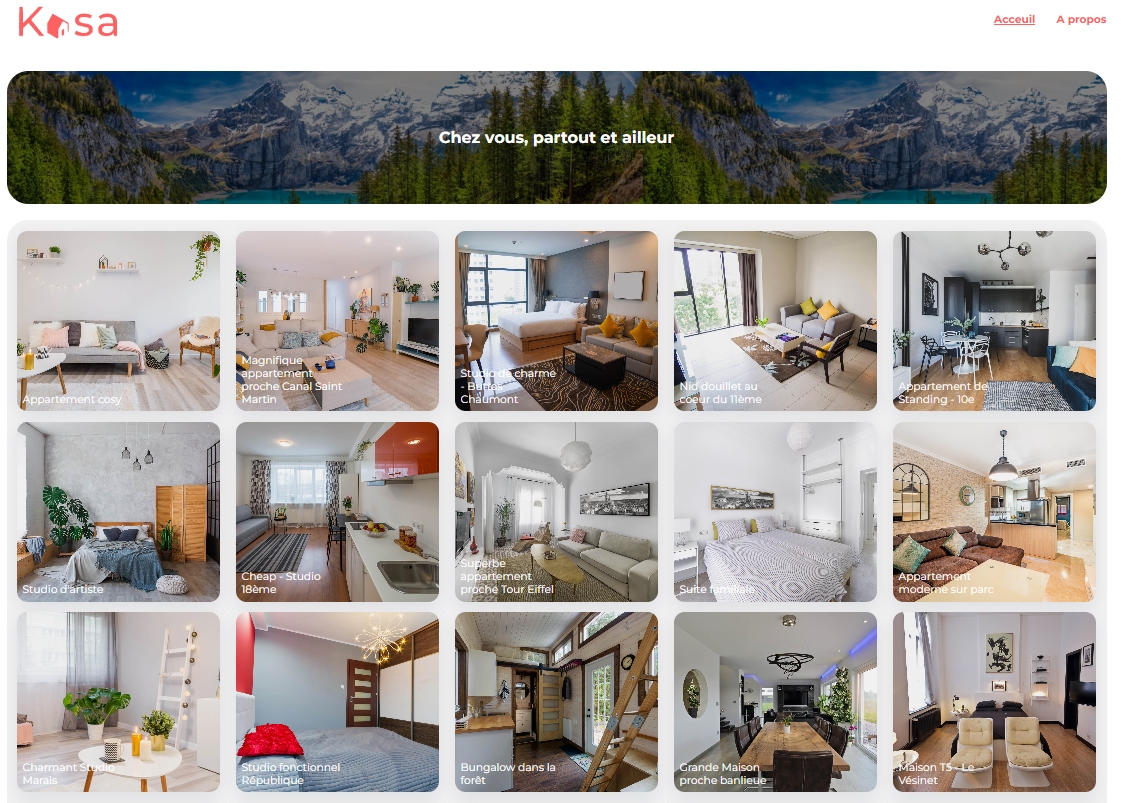 Kasa
Acceuil
A propos
Chez vous, partout et ailleur
Appartement cosy
Magnifique
appartement
proche Canal Saint
Martin
Studio de charme
- Buttes
Chaumont
Nid douillet au
coeur du 11ème
Appartement de
Standing - 10e
Studio d'artiste
Cheap - Studio
18ème
Superbe
appartement
proche Tour Eiffel
Suite familiale
Appartement
moderne sur parc
Charmant Studio
Marais
Studio fonctionnel
République
Bungalow dans la
forêt
Grande Maison
proche banlieue
Maison T5 - Le
Vésinet